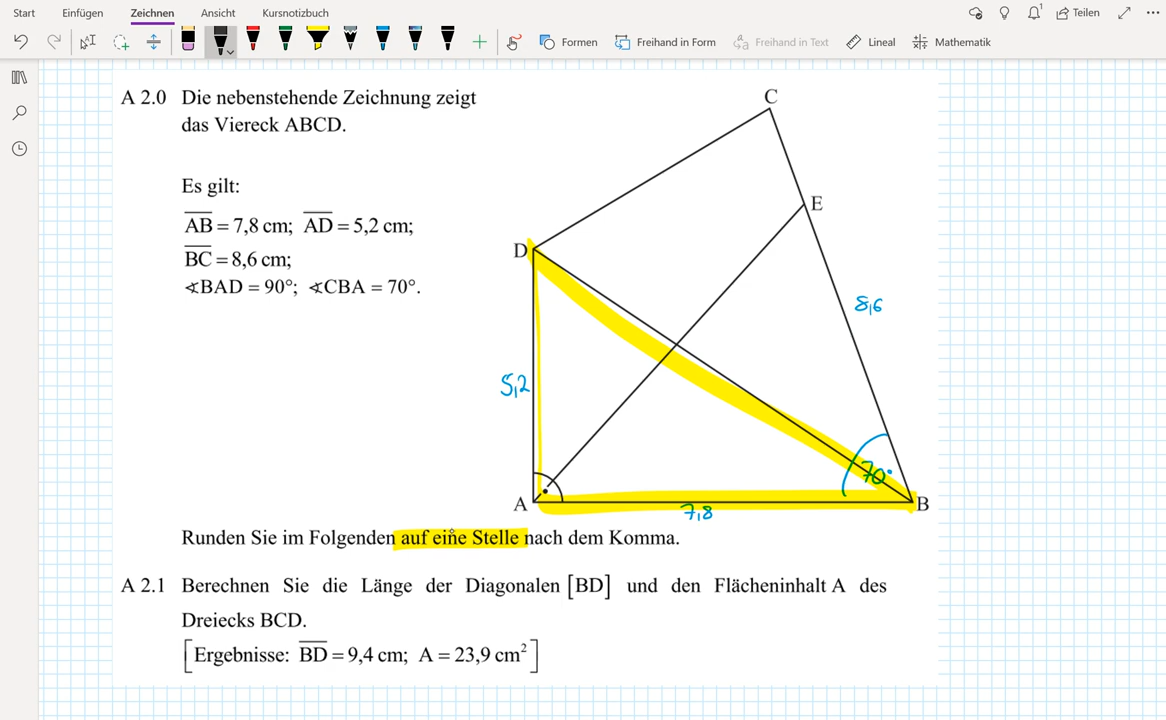 Start Einfügen Zeichnen Ansicht Kursnotizbuch Teilen
Formen Freihand in Form Freihand in Text Lineal Mathematik
A 2.0 Die nebenstehende Zeichnung zeigt
das Viereck ABCD.
Es gilt:
AB = 7,8 cm; AD = 5,2 cm;
BC = 8,6 cm;
∢BAD = 90°; ∢CBA = 70°.
C
E
D
8,6
5,2
70°
A
B
7,8
Runden Sie im Folgenden auf eine Stelle nach dem Komma.
A 2.1 Berechnen Sie die Länge der Diagonalen [BD] und den Flächeninhalt A des
Dreiecks BCD.
[Ergebnisse: BD = 9,4 cm; A = 23,9 cm²]